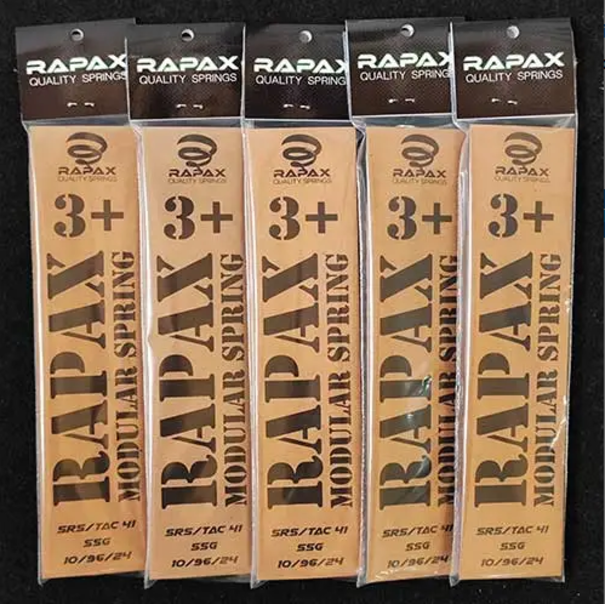 RAPAX
QUALITY SPRINGS
RAPAX
QUALITY SPRINGS
3+
RAPAX
MODULAR SPRING
SRS/TAC 41
SSG
10/96/24
RAPAX
QUALITY SPRINGS
RAPAX
QUALITY SPRINGS
3+
RAPAX
MODULAR SPRING
SRS/TAC 41
SSG
10/96/24
RAPAX
QUALITY SPRINGS
RAPAX
QUALITY SPRINGS
3+
RAPAX
MODULAR SPRING
SRS/TAC 41
SSG
10/96/24
RAPAX
QUALITY SPRINGS
RAPAX
QUALITY SPRINGS
3+
RAPAX
MODULAR SPRING
SRS/TAC 41
SSG
10/96/24
RAPAX
QUALITY SPRINGS
RAPAX
QUALITY SPRINGS
3+
RAPAX
MODULAR SPRING
SRS/TAC 41
SSG
10/96/24